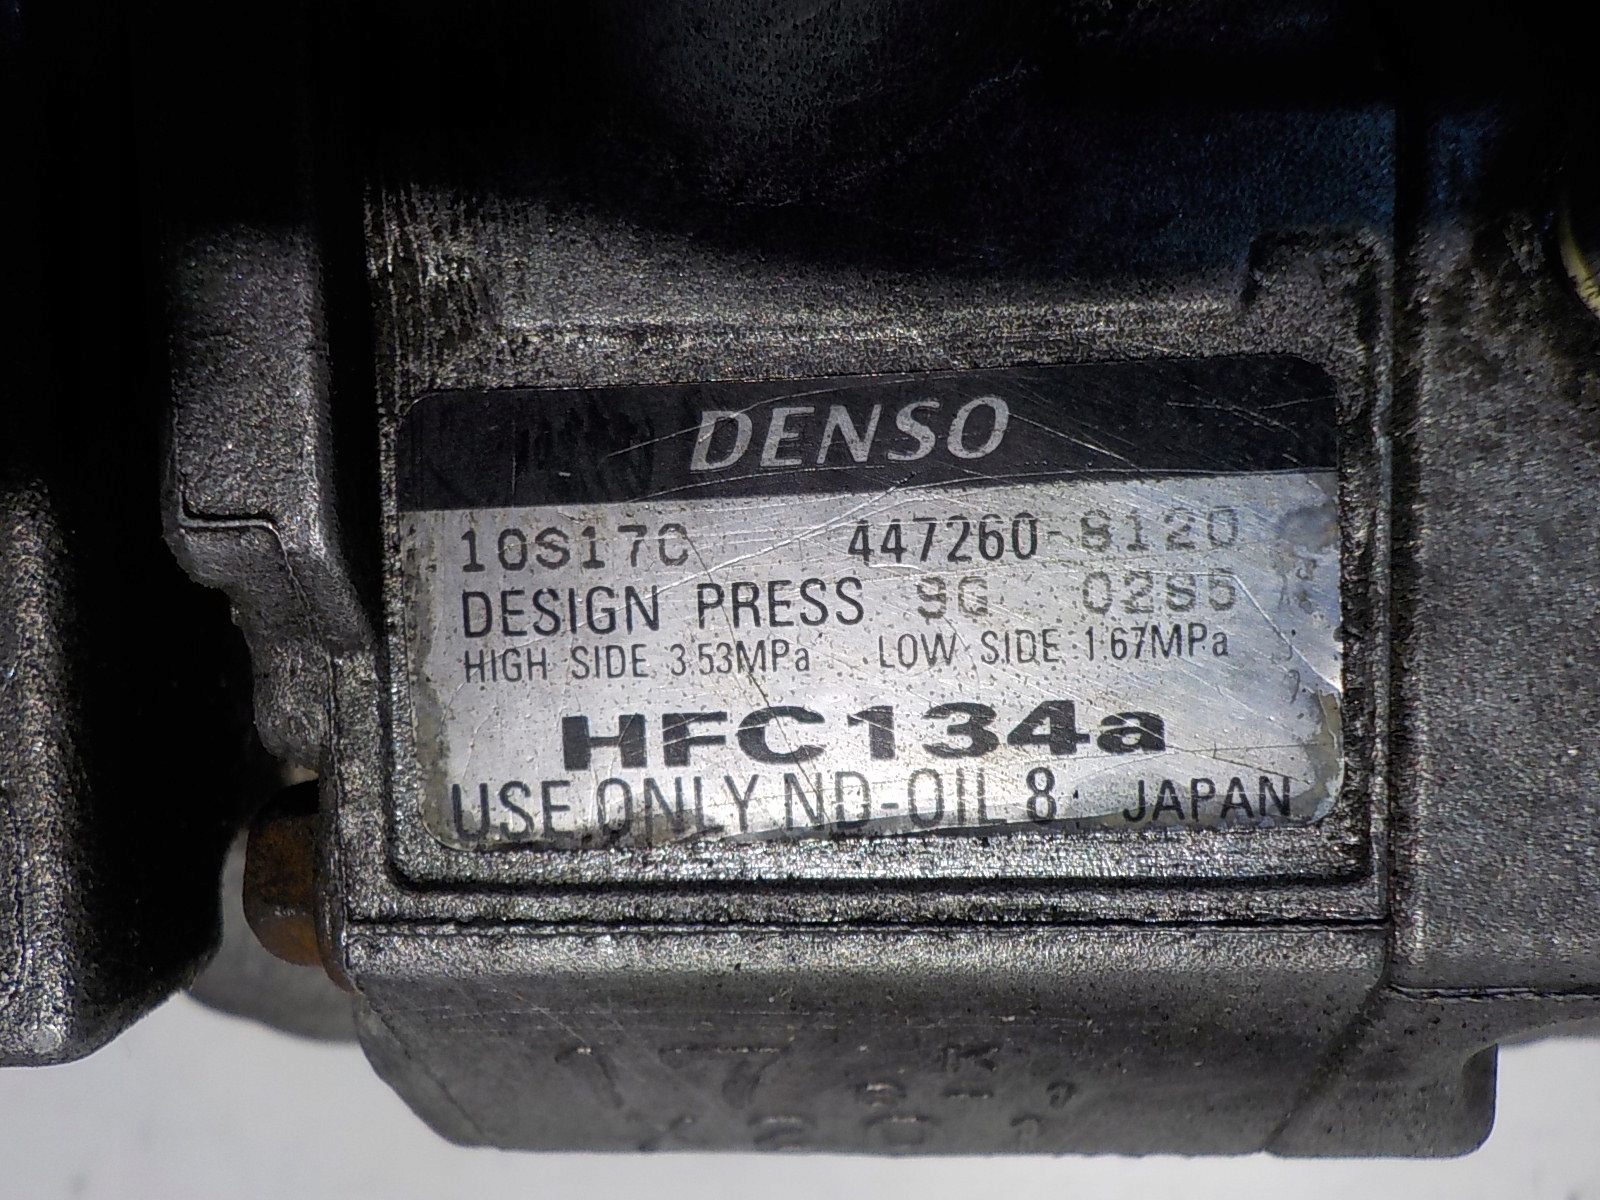 DENSO
10S17C 447260-8120
DESIGN PRESS 9G 0285
HIGH SIDE 3.53MPa LOW SIDE 1.67MPa
HFC134a
USE ONLY ND-OIL 8 JAPAN
17 K